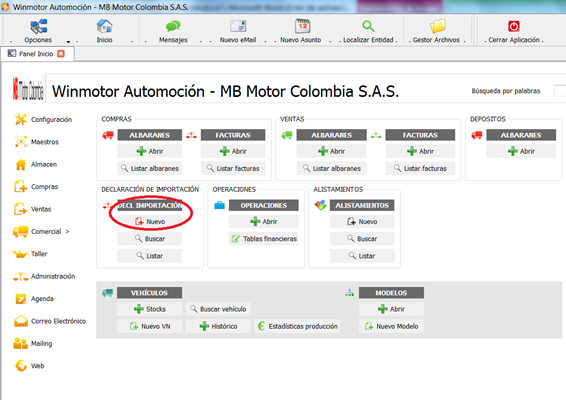 Winmotor Automoción - MB Motor Colombia S.A.S.
Opciones Inicio Mensajes Nuevo eMail Nuevo Asunto Localizar Entidad Gestor Archivos Cerrar Aplicación
Panel Inicio
Winmotor Automoción - MB Motor Colombia S.A.S.
Búsqueda por palabras
Configuración
Maestros
Almacen
Compras
Ventas
Comercial >
Taller
Administración
Agenda
Correo Electrónico
Mailing
Web
COMPRAS
ALBARANES FACTURAS
Abrir Abrir
Listar albaranes Listar facturas
VENTAS
ALBARANES FACTURAS
Abrir Abrir
Listar albaranes Listar facturas
DEPOSITOS
ALBARANES
Abrir
DECLARACIÓN DE IMPORTACIÓN
DECL IMPORTACIÓN
Nuevo
Buscar
Listar
OPERACIONES
OPERACIONES
Abrir
Tablas financieras
ALISTAMIENTOS
ALISTAMIENTOS
Nuevo
Buscar
Listar
VEHÍCULOS
Stocks Buscar vehículo
Nuevo VN Histórico Estadísticas producción
MODELOS
Abrir
Nuevo Modelo